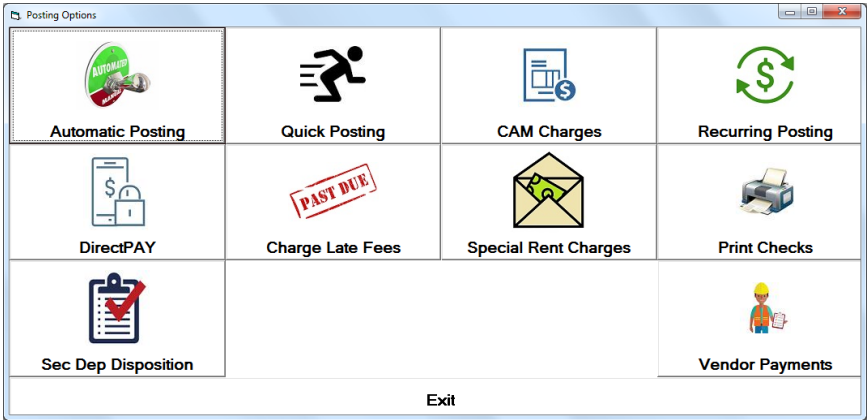 Posting Options
AUTOMATED
Automatic Posting
Quick Posting
$
CAM Charges
$
Recurring Posting
$
DirectPAY
PAST DUE
Charge Late Fees
Special Rent Charges
Print Checks
Sec Dep Disposition
Vendor Payments
Exit